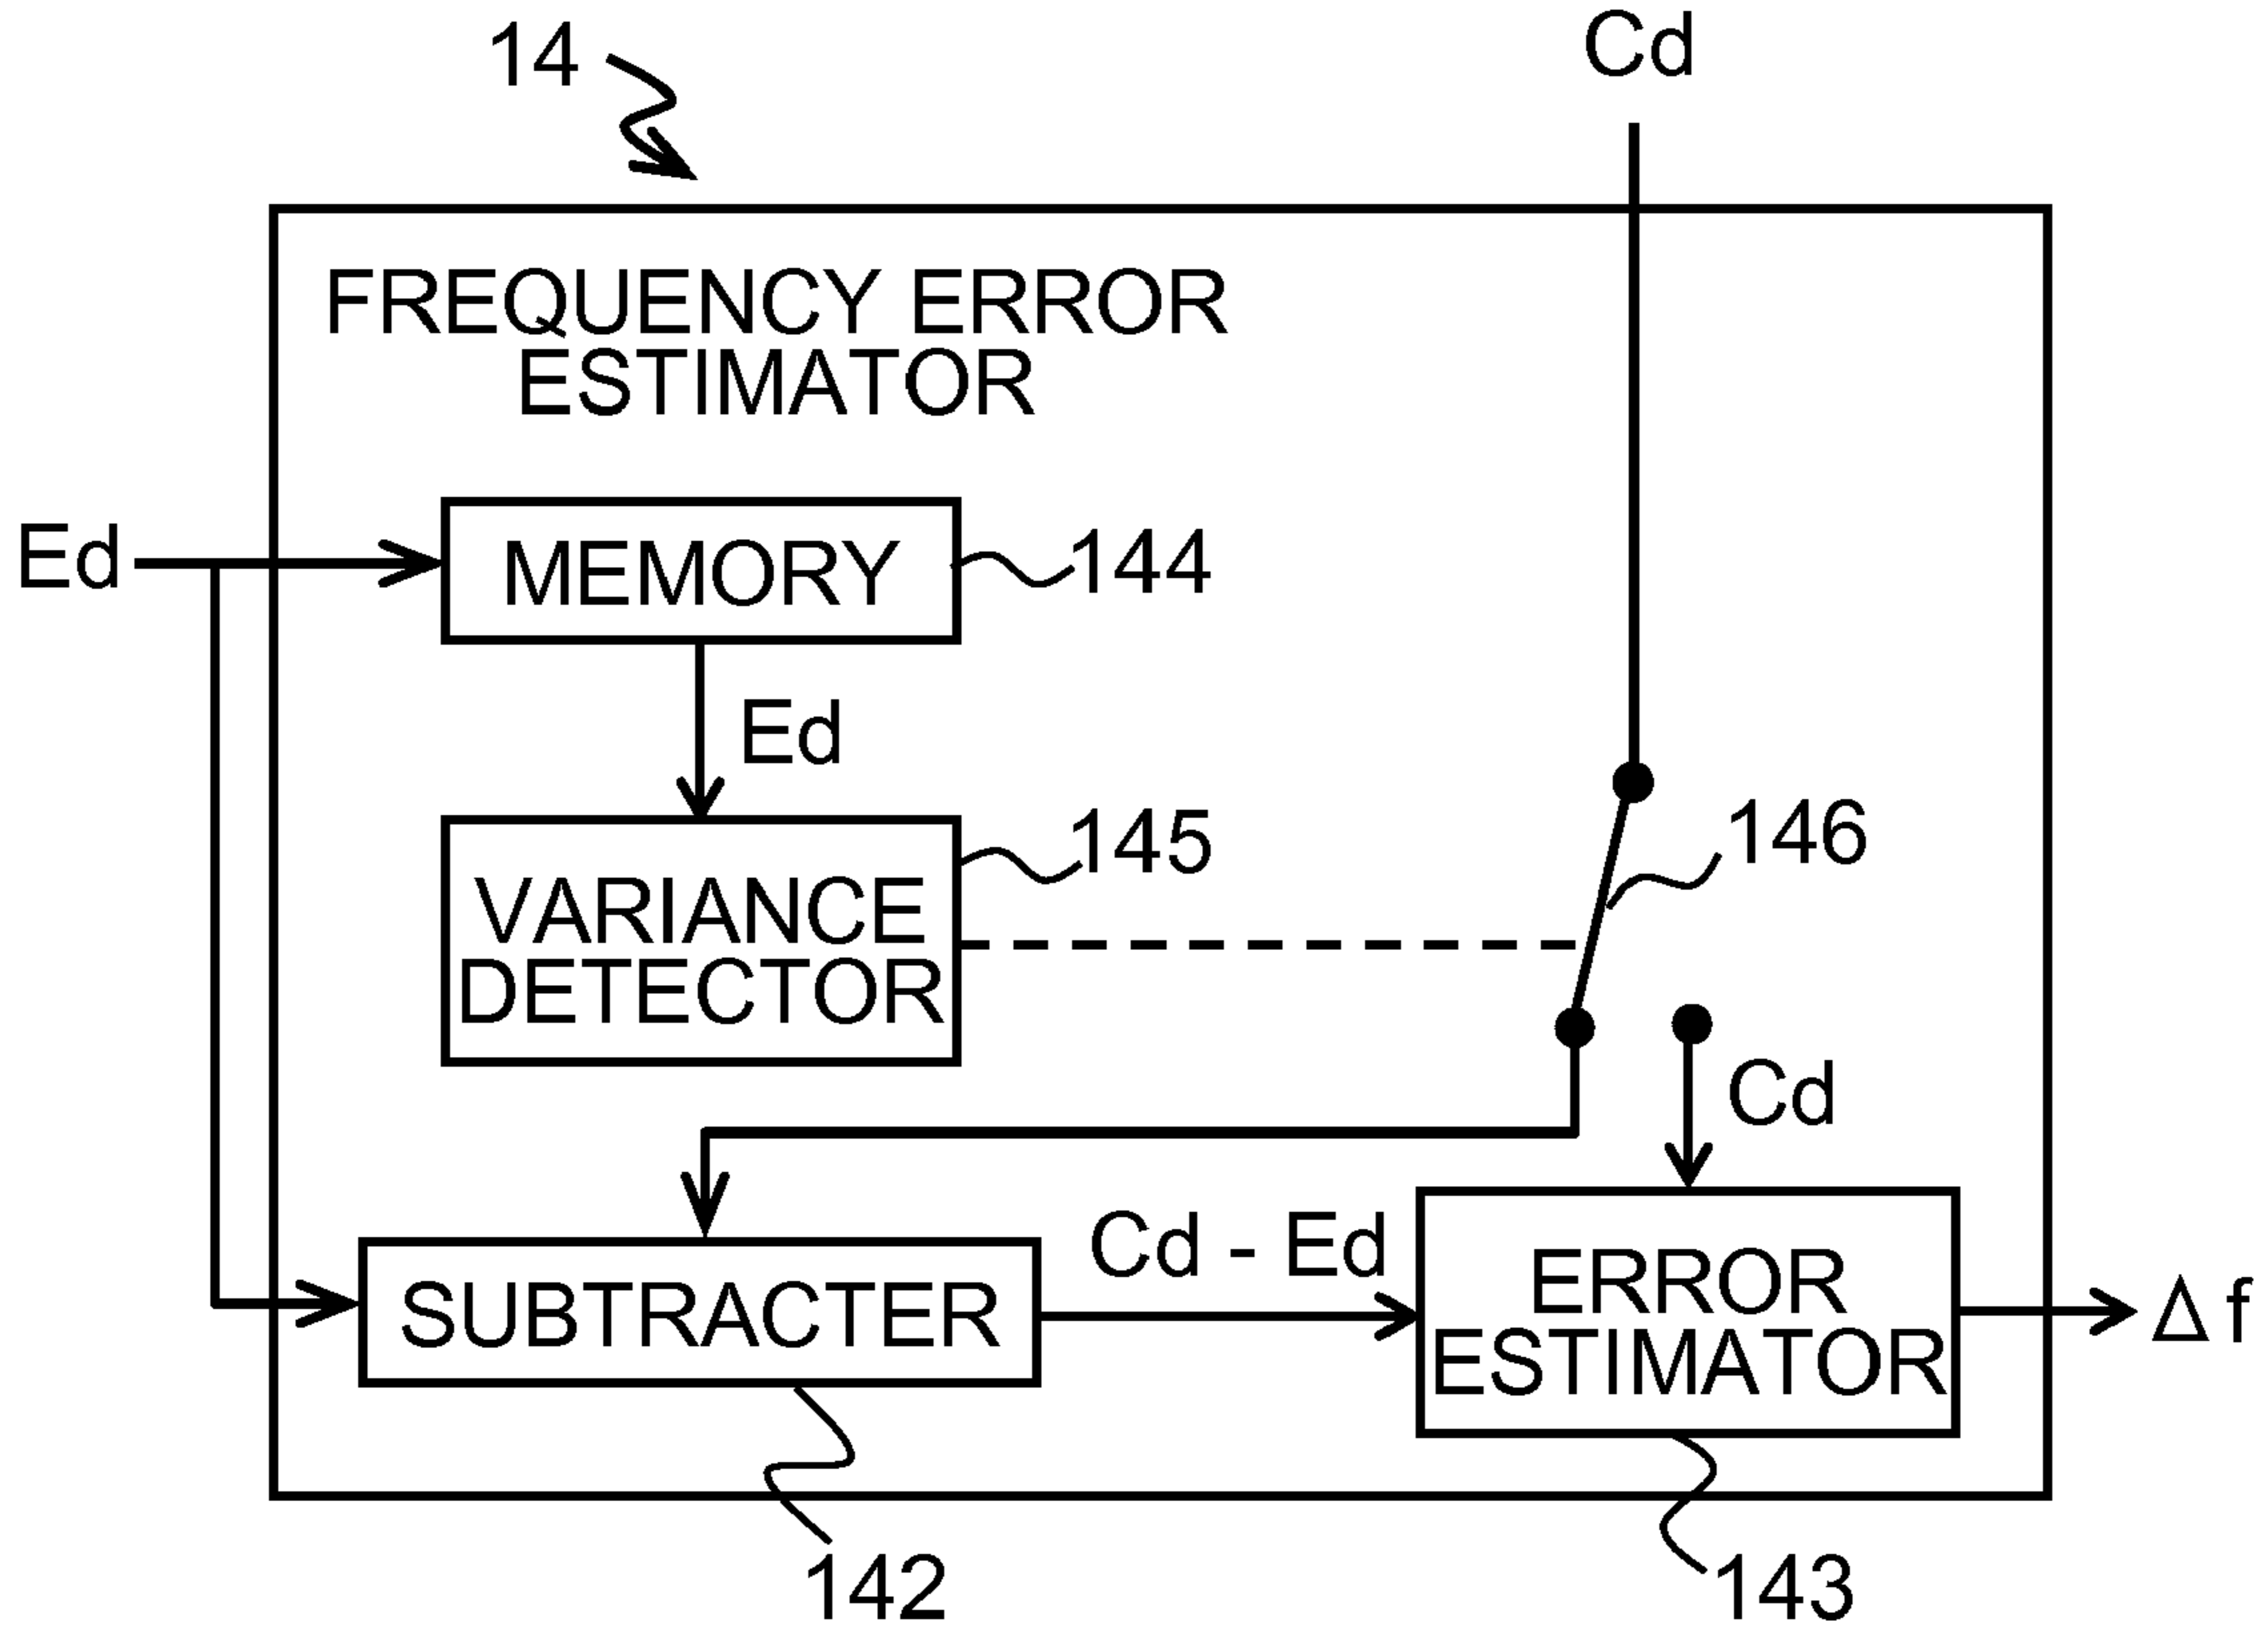 14
Cd
FREQUENCY ERROR
ESTIMATOR
Ed
MEMORY
144
Ed
145
146
VARIANCE
DETECTOR
Cd
Cd - Ed
SUBTRACTER
ERROR
ESTIMATOR
Δf
142
143